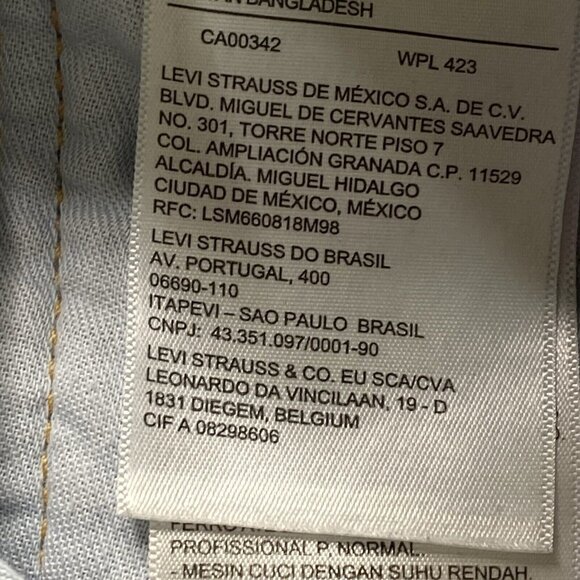 BANGLADESH
CA00342 WPL 423
LEVI STRAUSS DE MÉXICO S.A. DE C.V.
BLVD. MIGUEL DE CERVANTES SAAVEDRA
NO. 301, TORRE NORTE PISO 7
COL. AMPLIACIÓN GRANADA C.P. 11529
ALCALDÍA. MIGUEL HIDALGO
CIUDAD DE MÉXICO, MÉXICO
RFC: LSM660818M98
LEVI STRAUSS DO BRASIL
AV. PORTUGAL, 400
06690-110
ITAPEVI – SAO PAULO BRASIL
CNPJ: 43.351.097/0001-90
LEVI STRAUSS & CO. EU SCA/CVA
LEONARDO DA VINCILAAN, 19 - D
1831 DIEGEM, BELGIUM
CIF A 08298606
PROFISSIONAL P. NORMAL.
- MESIN CUCI DENGAN SUHU RENDAH,